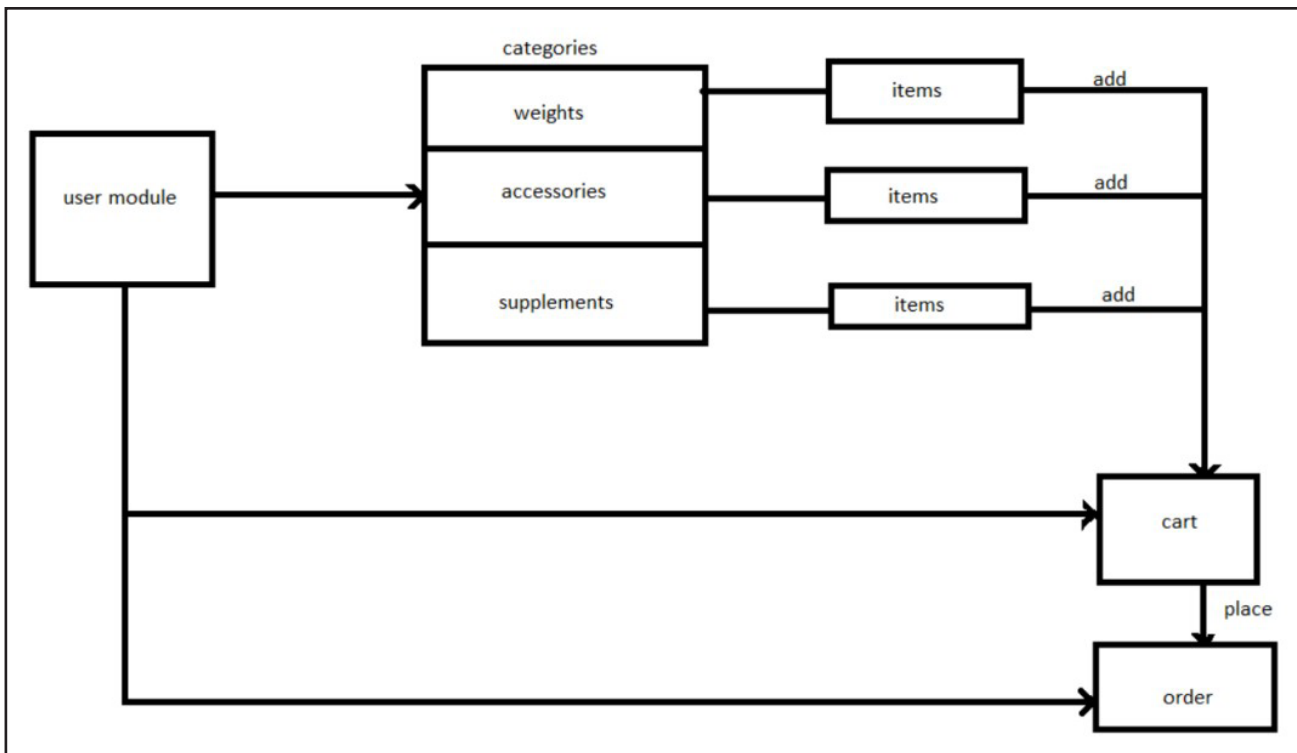 categories
weights
items
add
user module
accessories
items
add
supplements
items
add
cart
place
order